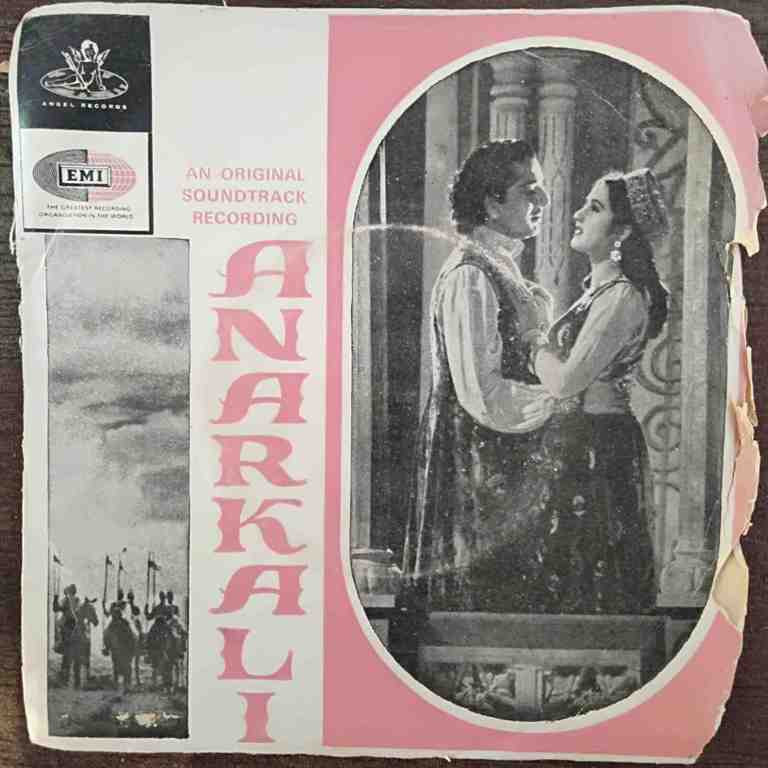 ANGEL RECORDS
EMI
THE GREATEST RECORDING
ORGANISATION IN THE WORLD
AN ORIGINAL
SOUNDTRACK
RECORDING
ANARKALI